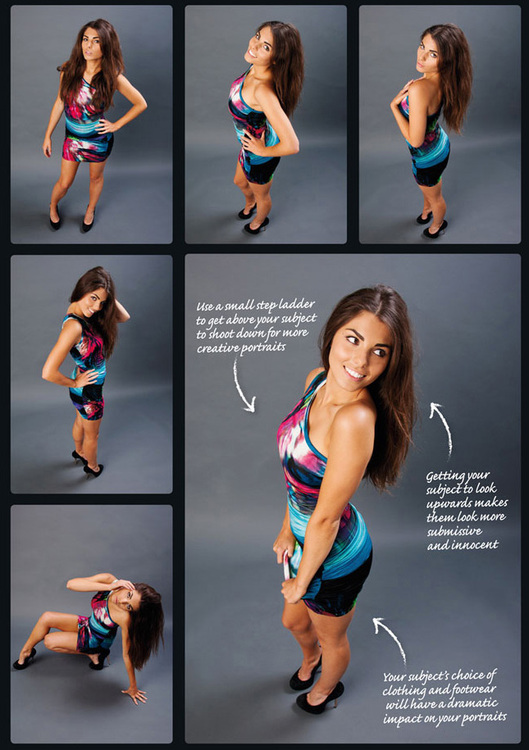 Use a small step ladder
to get above your subject
to shoot down for more
creative portraits
Getting your
subject to look
upwards makes
them look more
submissive
and innocent
Your subject's choice of
clothing and footwear
will have a dramatic
impact on your portraits